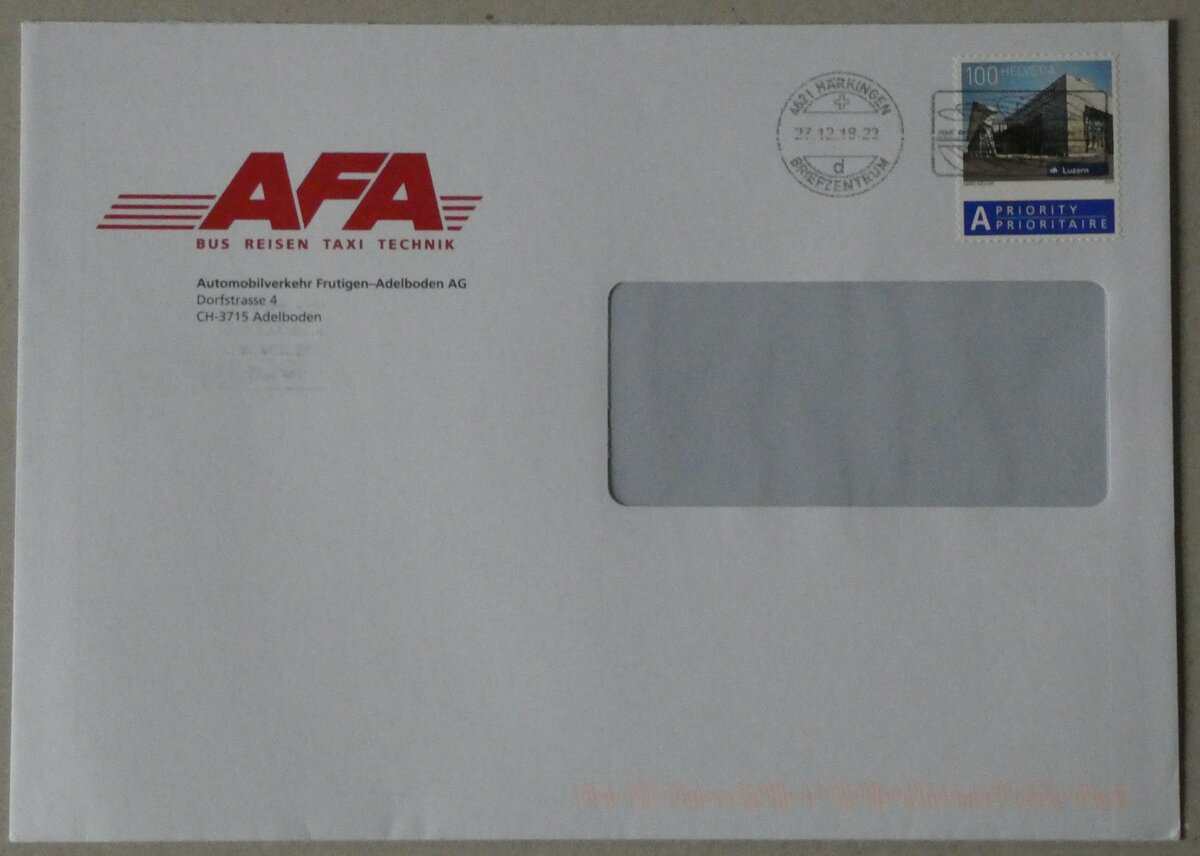 4621 HÄRKINGEN
27.12.18-22
d
BRIEFZENTRUM
100 HELVETIA
Luzern
A PRIORITY
PRIORITAIRE
AFA
BUS REISEN TAXI TECHNIK
Automobilverkehr Frutigen–Adelboden AG
Dorfstrasse 4
CH-3715 Adelboden